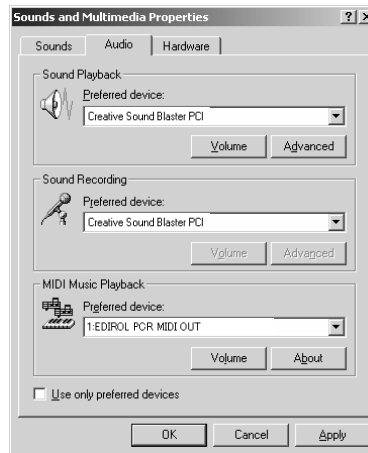 Sounds and Multimedia Properties
Sounds Audio Hardware
Sound Playback
Preferred device:
Creative Sound Blaster PCI
Volume Advanced
Sound Recording
Preferred device:
Creative Sound Blaster PCI
Volume Advanced
MIDI Music Playback
Preferred device:
1:EDIROL PCR MIDI OUT
Volume About
Use only preferred devices
OK Cancel Apply